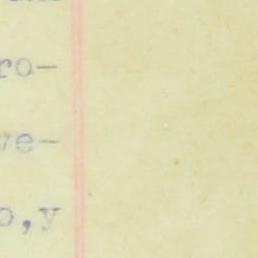 ro-
ve-
o,y